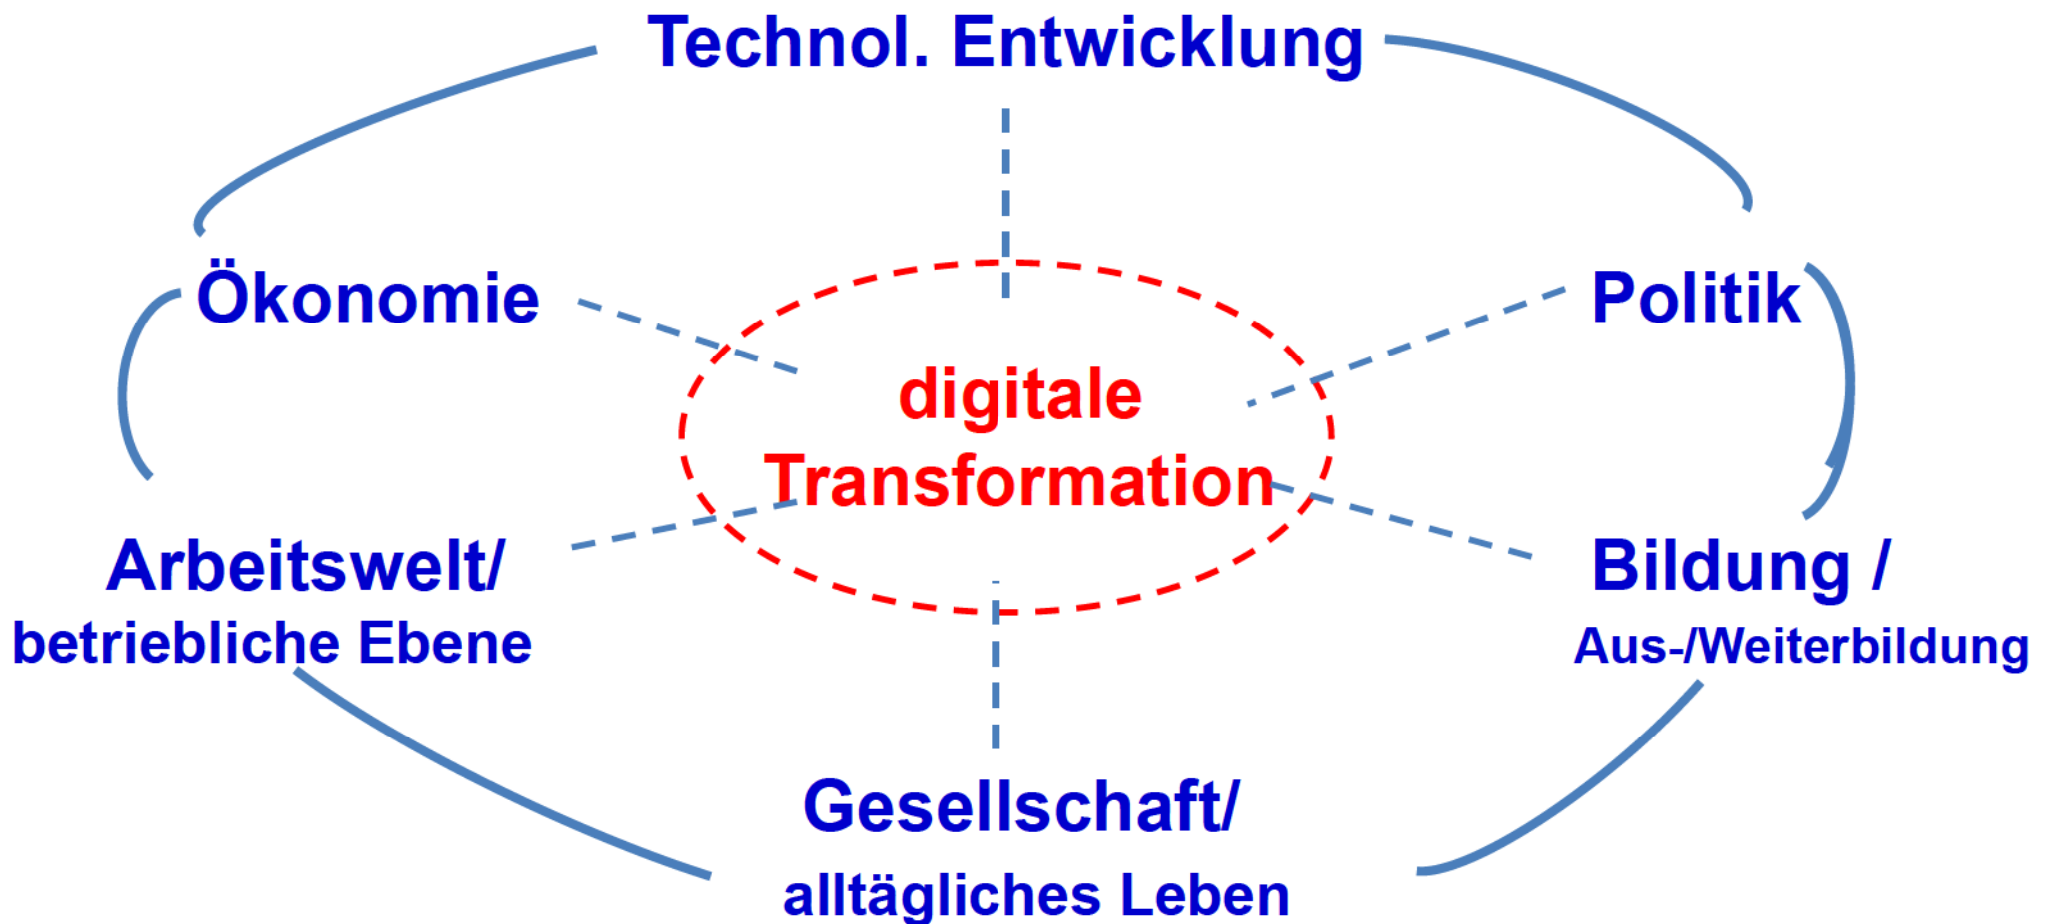 Technol. Entwicklung
Ökonomie
Politik
digitale
Transformation
Arbeitswelt/
betriebliche Ebene
Bildung /
Aus-/Weiterbildung
Gesellschaft/
alltägliches Leben